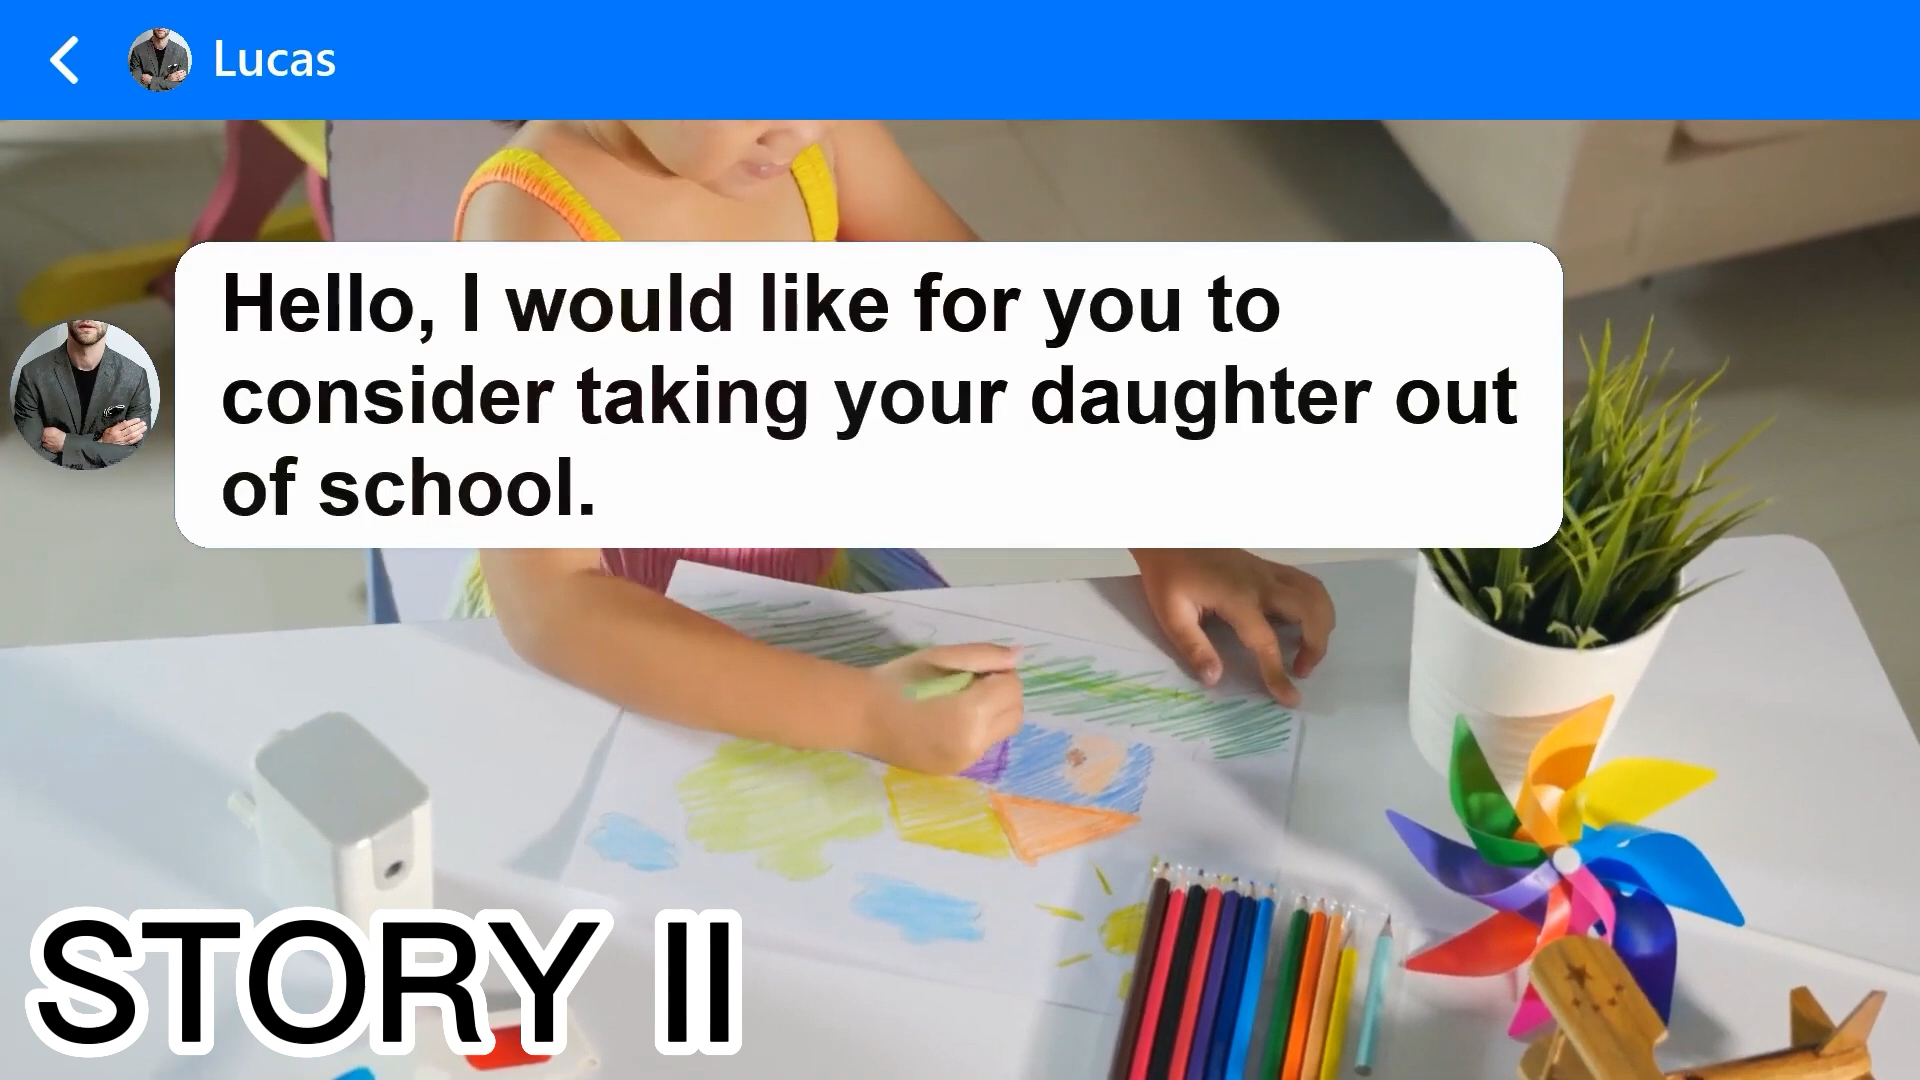 Lucas
Hello, I would like for you to
consider taking your daughter out
of school.
STORY II